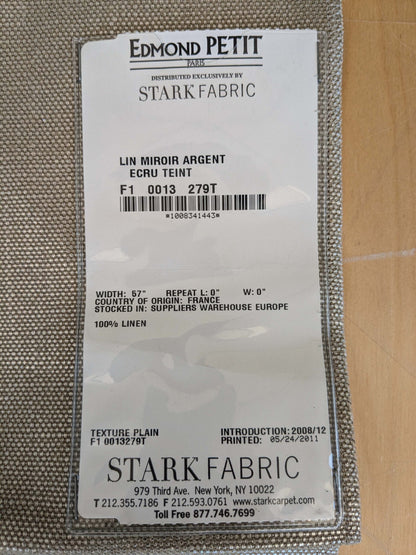 EDMOND PETIT
PARIS
DISTRIBUTED EXCLUSIVELY BY
STARK FABRIC
LIN MIROIR ARGENT
ECRU TEINT
F1 0013 279T
*1008341443*
WIDTH: 57" REPEAT L: 0" W: 0"
COUNTRY OF ORIGIN: FRANCE
STOCKED IN: SUPPLIERS WAREHOUSE EUROPE
100% LINEN
TEXTURE PLAIN INTRODUCTION: 2008/12
F1 0013279T PRINTED: 05/24/2011
STARK FABRIC
979 Third Ave. New York, NY 10022
T 212.355.7186 F 212.593.0761 www.starkcarpet.com
Toll Free 877.746.7699